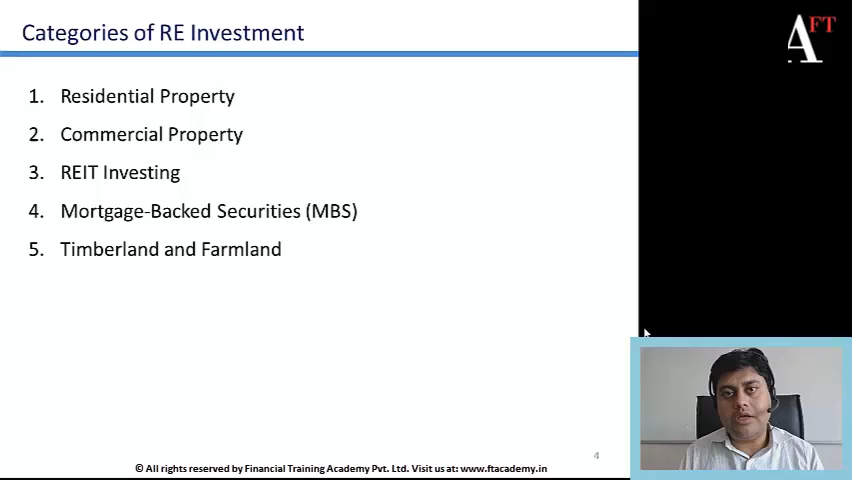 Categories of RE Investment
AFT
1. Residential Property
2. Commercial Property
3. REIT Investing
4. Mortgage-Backed Securities (MBS)
5. Timberland and Farmland
4
© All rights reserved by Financial Training Academy Pvt. Ltd. Visit us at: www.ftacademy.in